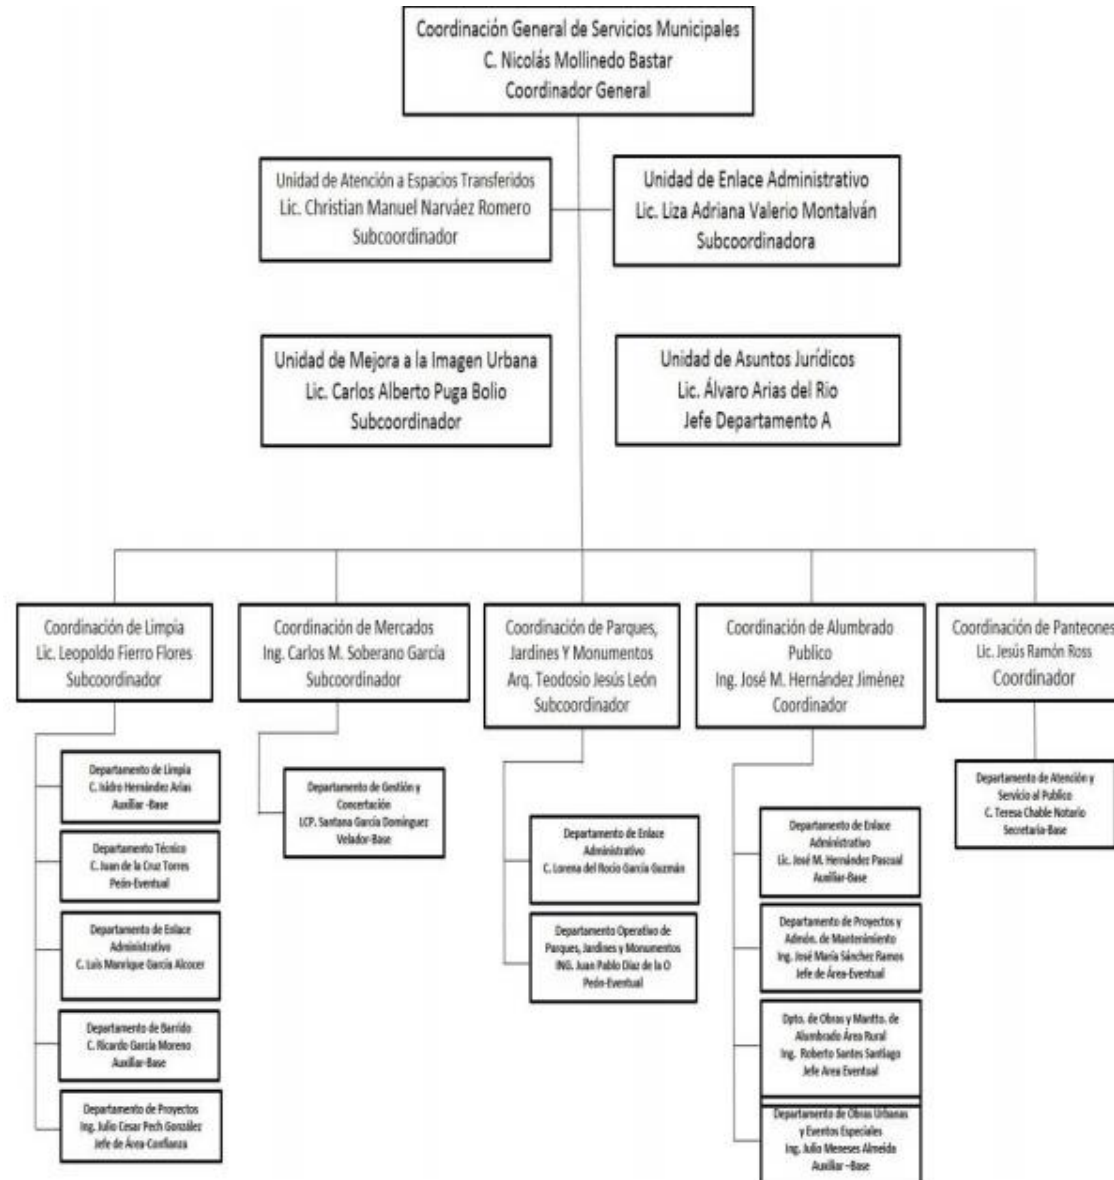 Coordinación General de Servicios Municipales
C. Nicolás Mollinedo Bastar
Coordinador General
Unidad de Atención a Espacios Transferidos
Lic. Christian Manuel Narváez Romero
Subcoordinador
Unidad de Enlace Administrativo
Lic. Liza Adriana Valerio Montalván
Subcoordinadora
Unidad de Mejora a la Imagen Urbana
Lic. Carlos Alberto Puga Bolio
Subcoordinador
Unidad de Asuntos Jurídicos
Lic. Álvaro Arias del Rio
Jefe Departamento A
Coordinación de Limpia
Lic. Leopoldo Fierro Flores
Subcoordinador
Coordinación de Mercados
Ing. Carlos M. Soberano García
Subcoordinador
Coordinación de Parques,
Jardines Y Monumentos
Arq. Teodosio Jesús León
Subcoordinador
Coordinación de Alumbrado
Publico
Ing. José M. Hernández Jiménez
Coordinador
Coordinación de Panteones
Lic. Jesús Ramón Ross
Coordinador
Departamento de Limpia
C. Isidro Hernández Arias
Auxiliar -Base
Departamento Técnico
C. Juan de la Cruz Torres
Peón-Eventual
Departamento de Enlace
Administrativo
C. Luis Manrique García Alcocer
Departamento de Barrido
C. Ricardo García Moreno
Auxiliar-Base
Departamento de Proyectos
Ing. Julio Cesar Pech González
Jefe de Área-Confianza
Departamento de Gestión y
Concertación
LCP. Santana García Domínguez
Velador-Base
Departamento de Enlace
Administrativo
C. Lorena del Rocio García Guzmán
Departamento Operativo de
Parques, Jardines y Monumentos
ING. Juan Pablo Díaz de la O
Peón-Eventual
Departamento de Enlace
Administrativo
Lic. José M. Hernández Pascual
Auxiliar-Base
Departamento de Proyectos y
Admón. de Mantenimiento
Ing. José María Sánchez Ramos
Jefe de Área-Eventual
Dpto. de Obras y Mantto. de
Alumbrado Área Rural
Ing. Roberto Santes Santiago
Jefe Area Eventual
Departamento de Obras Urbanas
y Eventos Especiales
Ing. Julio Meneses Almeida
Auxiliar –Base
Departamento de Atención y
Servicio al Publico
C. Teresa Chable Notario
Secretaria-Base